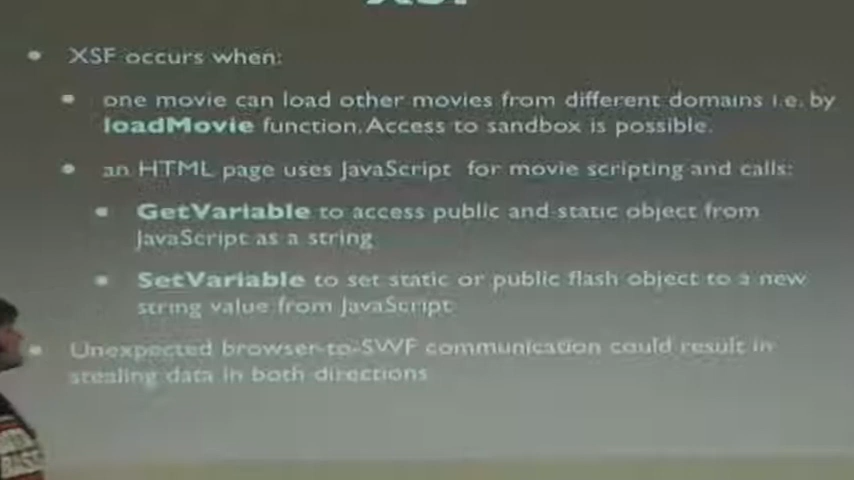 XSF
• XSF occurs when:
• one movie can load other movies from different domains i.e. by
loadMovie function. Access to sandbox is possible.
• an HTML page uses JavaScript for movie scripting and calls:
• GetVariable to access public and static object from
JavaScript as a string
• SetVariable to set static or public flash object to a new
string value from JavaScript
• Unexpected browser-to-SWF communication could result in
stealing data in both directions